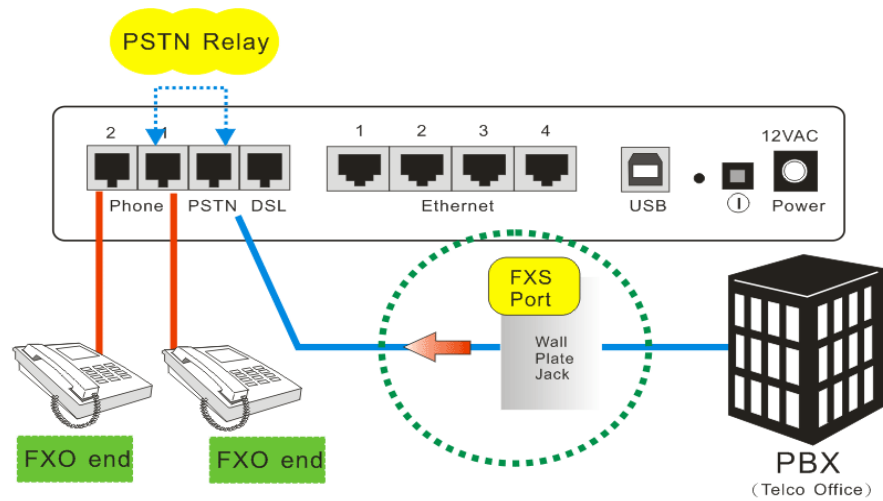 PSTN Relay
2 1 1 2 3 4 12VAC
Phone PSTN DSL Ethernet USB Power
FXS
Port
Wall
Plate
Jack
FXO end FXO end
PBX
(Telco Office)